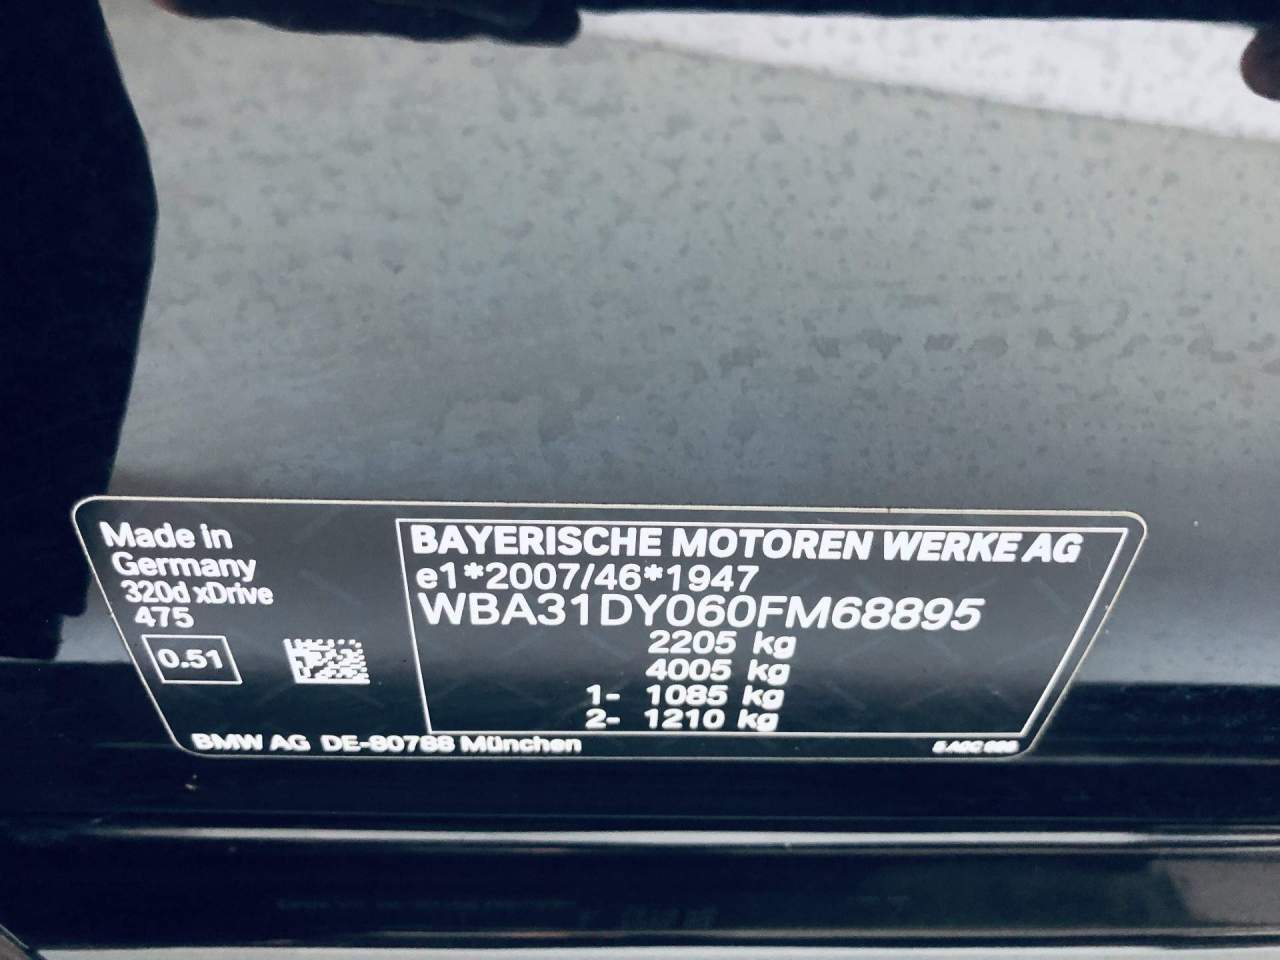 Made in
Germany
320d xDrive
475
0.51
BAYERISCHE MOTOREN WERKE AG
e1*2007/46*1947
WBA31DY060FM68895
2205 kg
4005 kg
1- 1085 kg
2- 1210 kg
BMW AG DE-80788 München